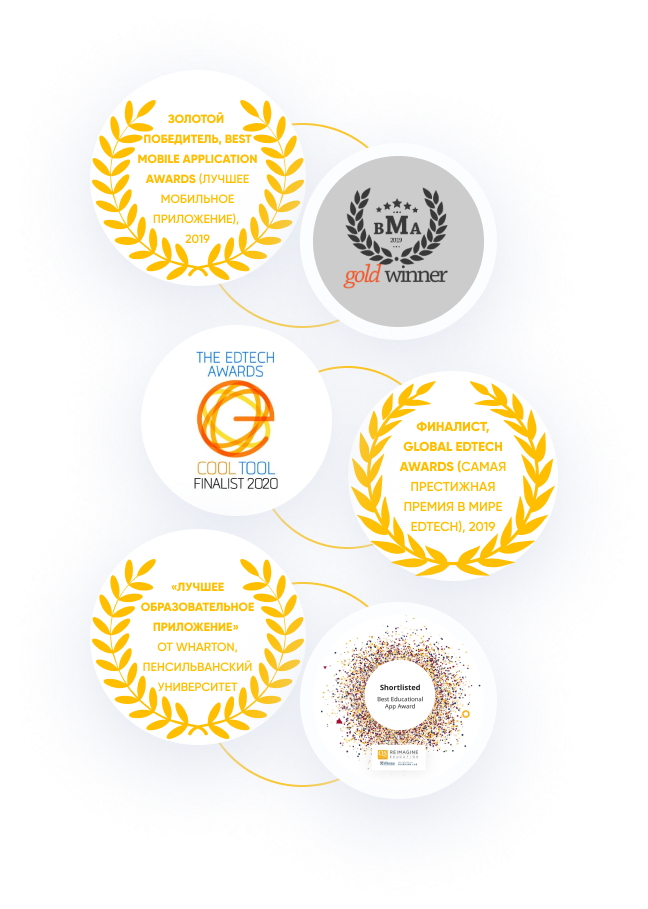 ЗОЛОТОЙ
ПОБЕДИТЕЛЬ, BEST
MOBILE APPLICATION
AWARDS (ЛУЧШЕЕ
МОБИЛЬНОЕ
ПРИЛОЖЕНИЕ),
2019
BMA
2019
gold winner
THE EDTECH
AWARDS
COOL TOOL
FINALIST 2020
ФИНАЛИСТ,
GLOBAL EDTECH
AWARDS (САМАЯ
ПРЕСТИЖНАЯ
ПРЕМИЯ В МИРЕ
EDTECH), 2019
«ЛУЧШЕЕ
ОБРАЗОВАТЕЛЬНОЕ
ПРИЛОЖЕНИЕ»
ОТ WHARTON,
ПЕНСИЛЬВАНСКИЙ
УНИВЕРСИТЕТ
Shortlisted
Best Educational
App Award
REIMAGINE
EDUCATION